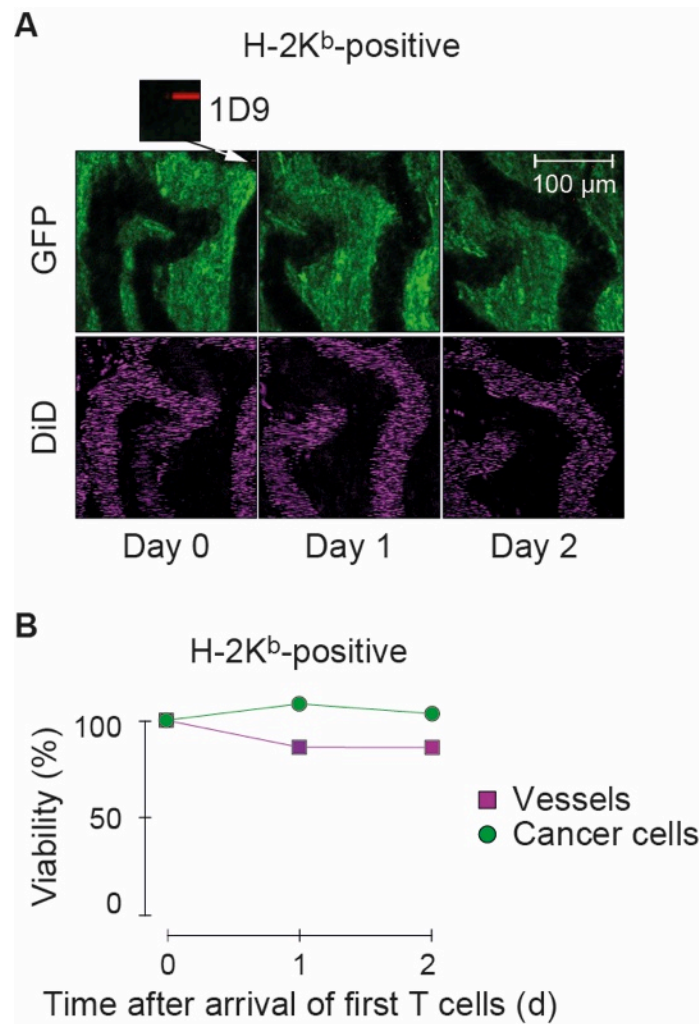 A
H-2Kᵇ-positive
1D9
100 µm
GFP
DiD
Day 0 Day 1 Day 2
B
H-2Kᵇ-positive
Viability (%)
100
50
0
Vessels
Cancer cells
0 1 2
Time after arrival of first T cells (d)